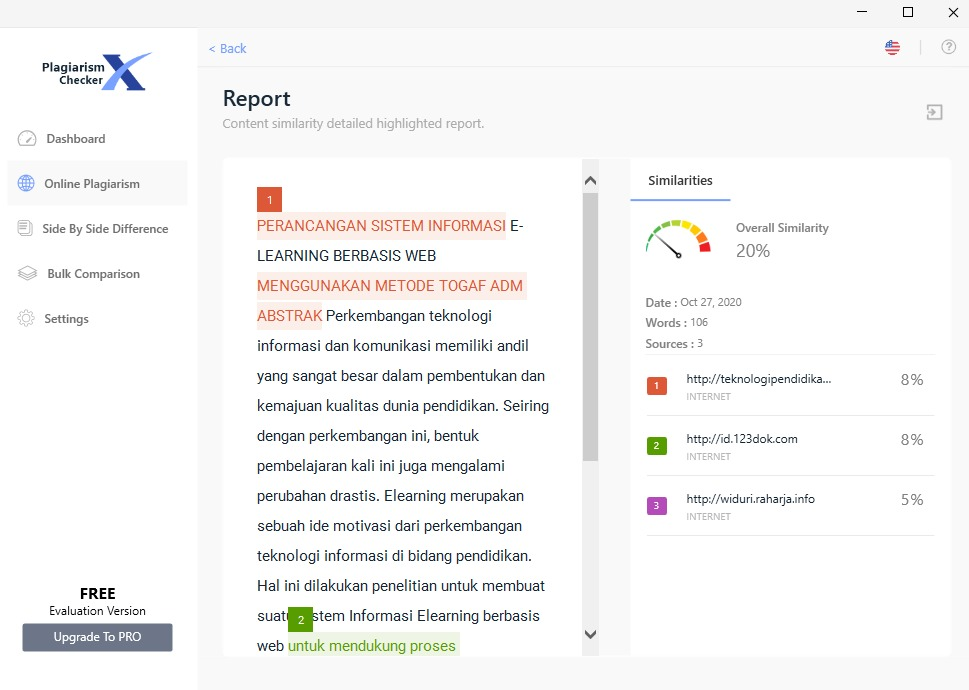 Plagiarism
Checker X
Dashboard
Online Plagiarism
Side By Side Difference
Bulk Comparison
Settings
FREE
Evaluation Version
Upgrade To PRO
< Back
?
Report
Content similarity detailed highlighted report.
1
PERANCANGAN SISTEM INFORMASI E-
LEARNING BERBASIS WEB
MENGGUNAKAN METODE TOGAF ADM
ABSTRAK Perkembangan teknologi
informasi dan komunikasi memiliki andil
yang sangat besar dalam pembentukan dan
kemajuan kualitas dunia pendidikan. Seiring
dengan perkembangan ini, bentuk
pembelajaran kali ini juga mengalami
perubahan drastis. Elearning merupakan
sebuah ide motivasi dari perkembangan
teknologi informasi di bidang pendidikan.
Hal ini dilakukan penelitian untuk membuat
2
Informasi Elearning berbasis
web untuk mendukung proses
Similarities
Overall Similarity
20%
Date : Oct 27, 2020
Words : 106
Sources : 3
1 http://teknologipendidika... 8%
INTERNET
2 http://id.123dok.com 8%
INTERNET
3 http://widuri.raharja.info 5%
INTERNET